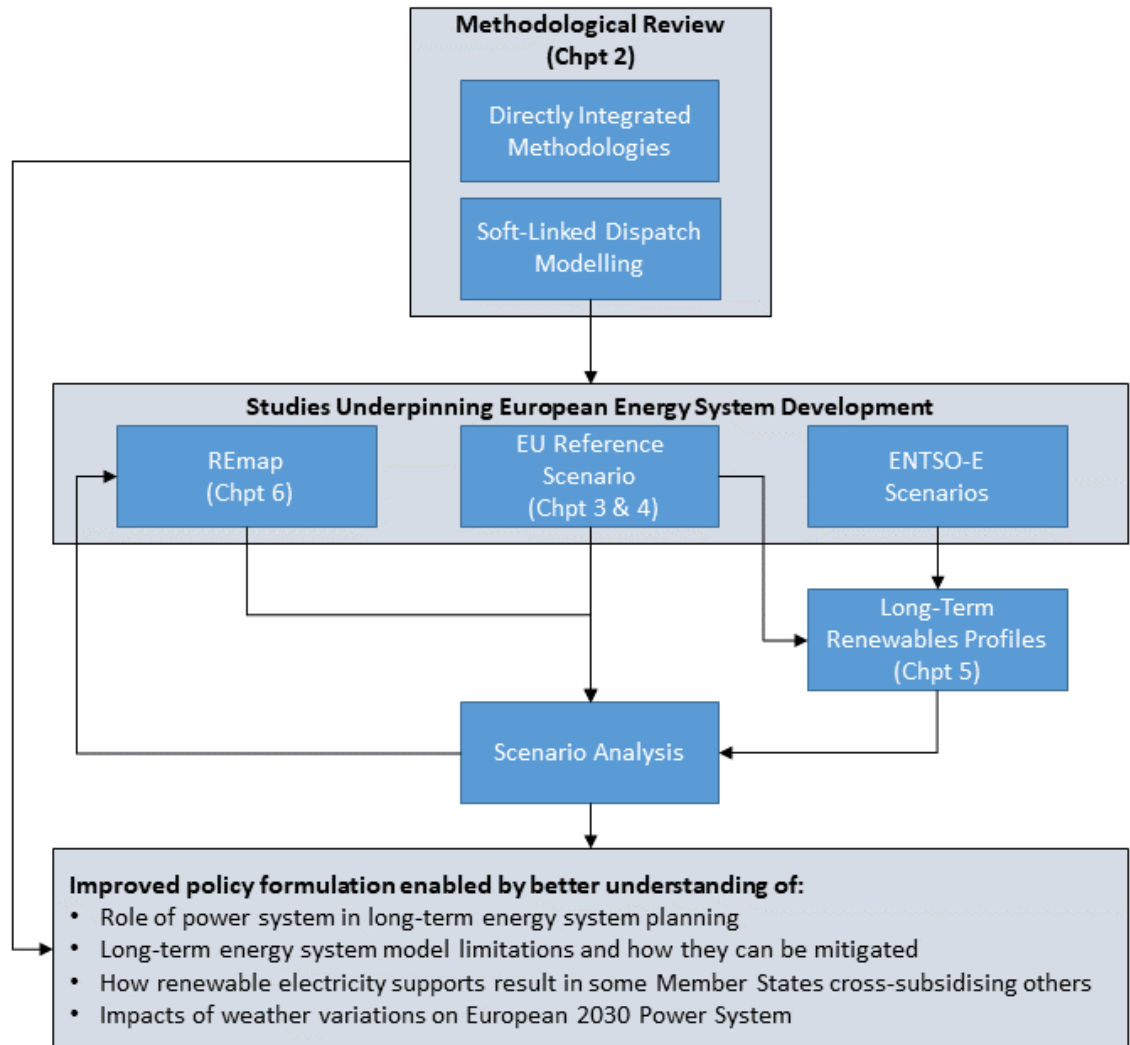 Methodological Review
(Chpt 2)
Directly Integrated
Methodologies
Soft-Linked Dispatch
Modelling
Studies Underpinning European Energy System Development
REmap
(Chpt 6)
EU Reference
Scenario
(Chpt 3 & 4)
ENTSO-E
Scenarios
Long-Term
Renewables Profiles
(Chpt 5)
Scenario Analysis
Improved policy formulation enabled by better understanding of:
• Role of power system in long-term energy system planning
• Long-term energy system model limitations and how they can be mitigated
• How renewable electricity supports result in some Member States cross-subsidising others
• Impacts of weather variations on European 2030 Power System